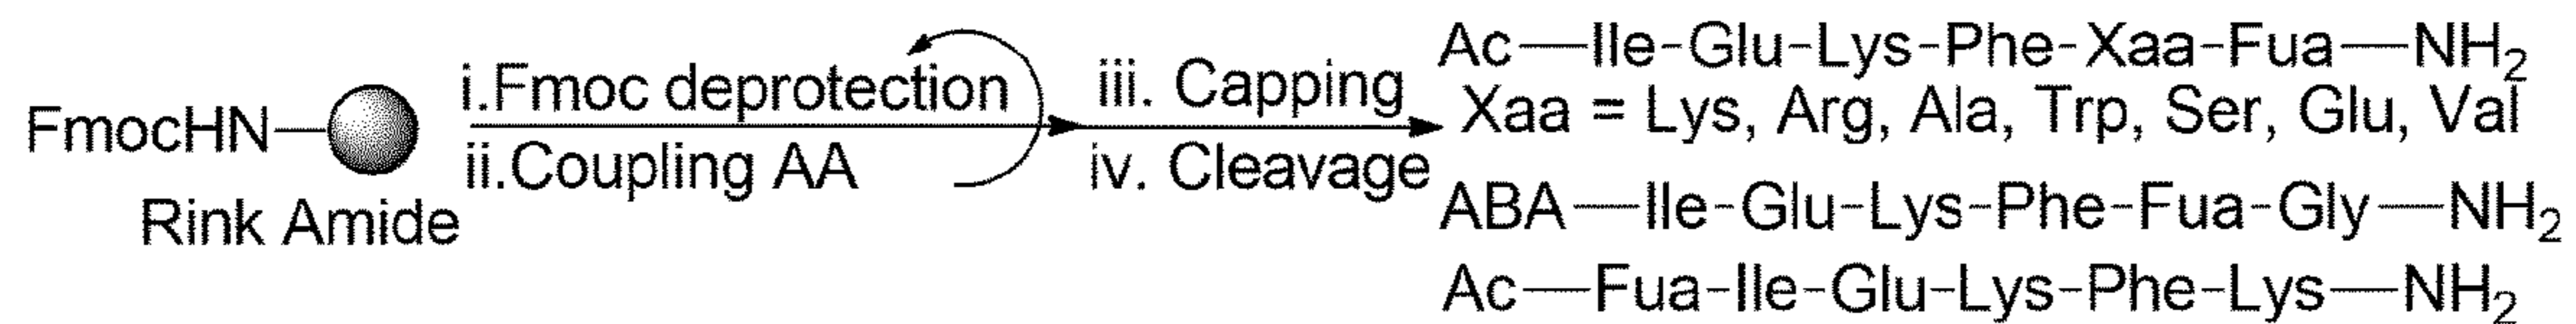 FmocHN
Rink Amide
i.Fmoc deprotection
ii.Coupling AA
iii. Capping
iv. Cleavage
Ac—Ile-Glu-Lys-Phe-Xaa-Fua—NH2
Xaa = Lys, Arg, Ala, Trp, Ser, Glu, Val
ABA—Ile-Glu-Lys-Phe-Fua-Gly—NH2
Ac—Fua-Ile-Glu-Lys-Phe-Lys—NH2